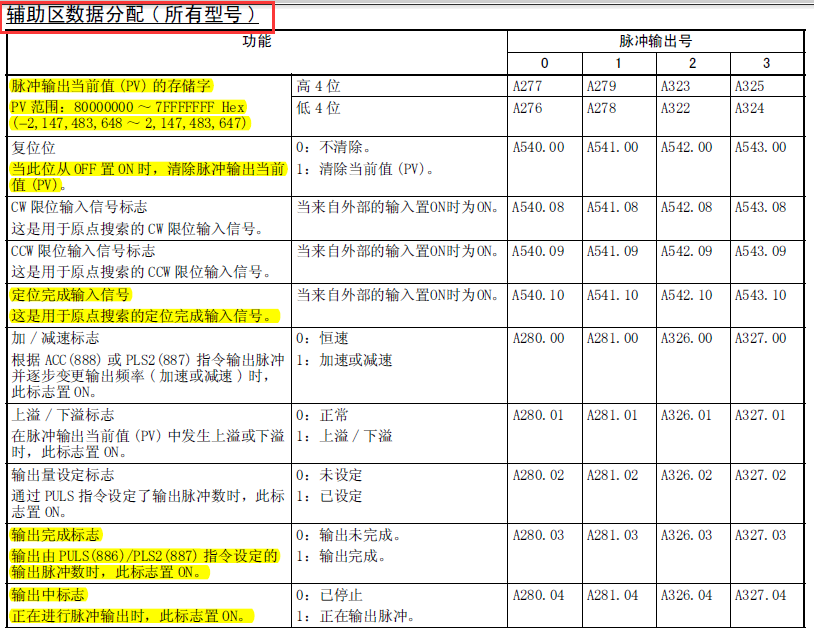 辅助区数据分配（所有型号）
功能
脉冲输出号
0 1 2 3
脉冲输出当前值(PV)的存储字
PV 范围：80000000 ～ 7FFFFFFF Hex
(-2,147,483,648 ～ 2,147,483,647)
高 4 位 A277 A279 A323 A325
低 4 位 A276 A278 A322 A324
复位位
当此位从 OFF 置 ON 时，清除脉冲输出当前
值(PV)。
0：不清除。
1：清除当前值(PV)。
A540.00 A541.00 A542.00 A543.00
CW 限位输入信号标志
这是用于原点搜索的 CW 限位输入信号。
当来自外部的输入置ON时为ON。
A540.08 A541.08 A542.08 A543.08
CCW 限位输入信号标志
这是用于原点搜索的 CCW 限位输入信号。
当来自外部的输入置ON时为ON。
A540.09 A541.09 A542.09 A543.09
定位完成输入信号
这是用于原点搜索的定位完成输入信号。
当来自外部的输入置ON时为ON。
A540.10 A541.10 A542.10 A543.10
加 / 减速标志
根据 ACC(888) 或 PLS2(887) 指令输出脉冲
并逐步变更输出频率（加速或减速）时，
此标志置 ON。
0：恒速
1：加速或减速
A280.00 A281.00 A326.00 A327.00
上溢 / 下溢标志
在脉冲输出当前值(PV)中发生上溢或下溢
时，此标志置 ON。
0：正常
1：上溢 / 下溢
A280.01 A281.01 A326.01 A327.01
输出量设定标志
通过 PULS 指令设定了输出脉冲数时，此标
志置 ON。
0：未设定
1：已设定
A280.02 A281.02 A326.02 A327.02
输出完成标志
输出由 PULS(886)/PLS2(887) 指令设定的
输出脉冲数时，此标志置 ON。
0：输出未完成。
1：输出完成。
A280.03 A281.03 A326.03 A327.03
输出中标志
正在进行脉冲输出时，此标志置 ON。
0：已停止
1：正在输出脉冲。
A280.04 A281.04 A326.04 A327.04